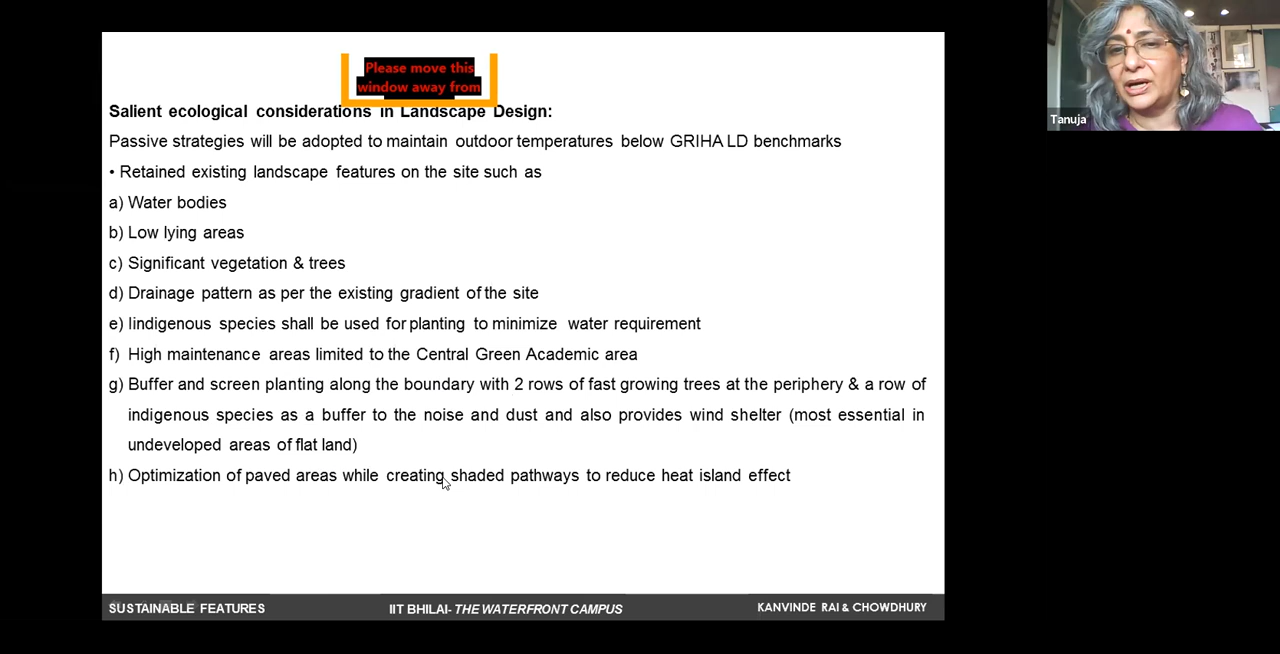 Please move this
window away from
Salient ecological considerations in Landscape Design:
Passive strategies will be adopted to maintain outdoor temperatures below GRIHA LD benchmarks
• Retained existing landscape features on the site such as
a) Water bodies
b) Low lying areas
c) Significant vegetation & trees
d) Drainage pattern as per the existing gradient of the site
e) Iindigenous species shall be used for planting to minimize water requirement
f) High maintenance areas limited to the Central Green Academic area
g) Buffer and screen planting along the boundary with 2 rows of fast growing trees at the periphery & a row of
indigenous species as a buffer to the noise and dust and also provides wind shelter (most essential in
undeveloped areas of flat land)
h) Optimization of paved areas while creating shaded pathways to reduce heat island effect
SUSTAINABLE FEATURES
IIT BHILAI- THE WATERFRONT CAMPUS
KANVINDE RAI & CHOWDHURY
Tanuja